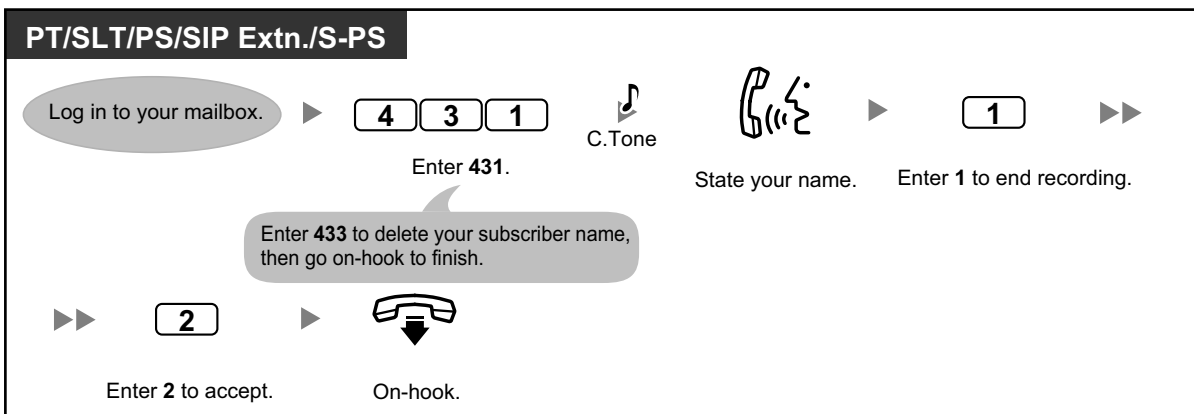 PT/SLT/PS/SIP Extn./S-PS
Log in to your mailbox.
4 3 1
C.Tone
1
Enter 431.
State your name.
Enter 1 to end recording.
Enter 433 to delete your subscriber name,
then go on-hook to finish.
2
Enter 2 to accept.
On-hook.